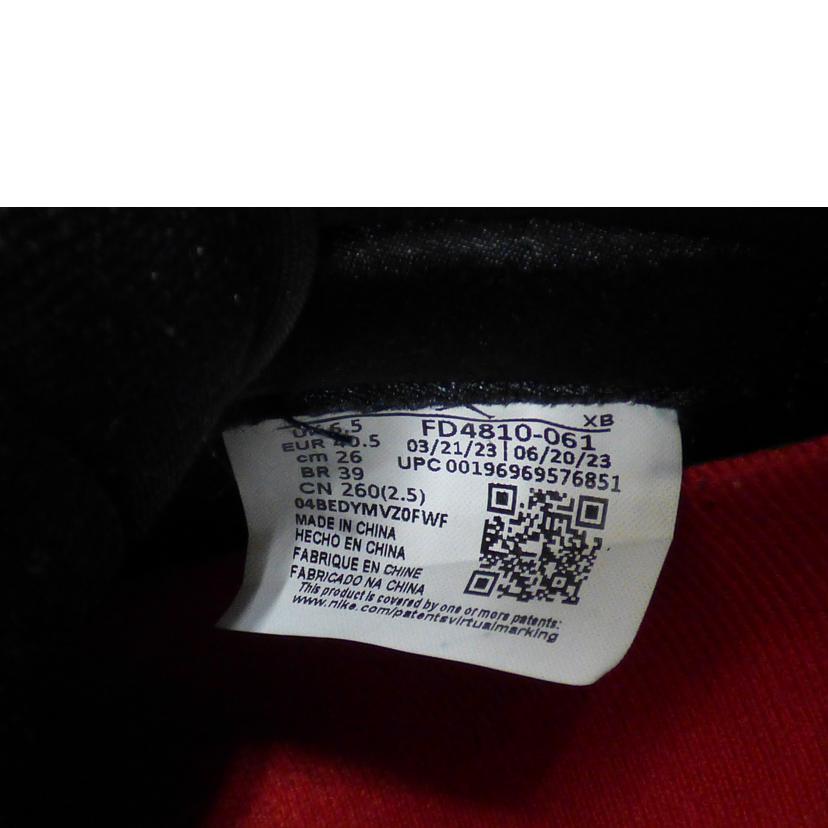 XB
UK 6.5
FD4810-061
EUR 40.5
03/21/23 | 06/20/23
cm 26
UPC 00196969576851
BR 39
CN 260(2.5)
04BEDYMVZ0FWF
MADE IN CHINA
HECHO EN CHINA
FABRIQUE EN CHINE
FABRICADO NA CHINA
This product is covered by one or more patents:
www.nike.com/patentsvirtualmarking